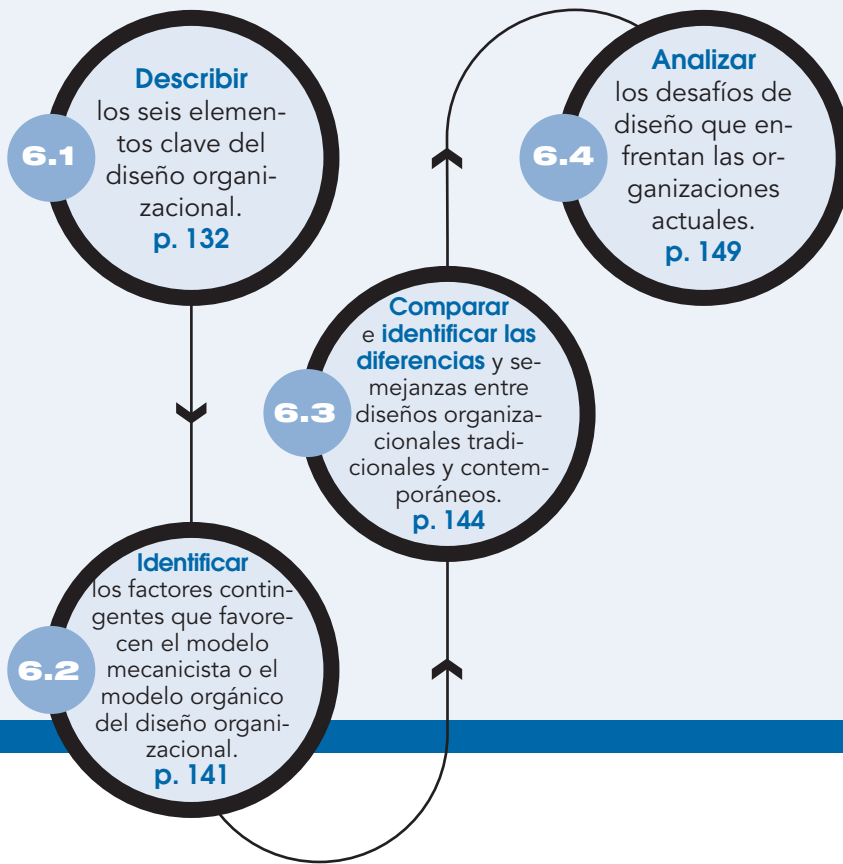 6.1
Describir
los seis elemen-
tos clave del
diseño organi-
zacional.
p. 132
6.2
Identificar
los factores contin-
gentes que favore-
cen el modelo
mecanicista o el
modelo orgánico
del diseño organi-
zacional.
p. 141
6.3
Comparar
e identificar las
diferencias y se-
mejanzas entre
diseños organiza-
cionales tradi-
cionales y contem-
poráneos.
p. 144
6.4
Analizar
los desafíos de
diseño que en-
frentan las or-
ganizaciones
actuales.
p. 149